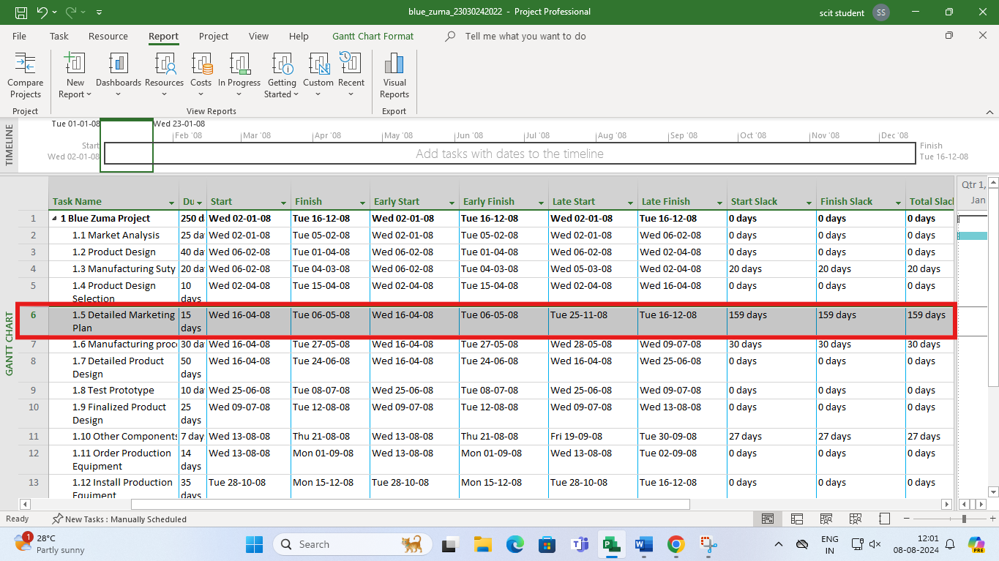 blue_zuma_23030242022 - Project Professional
scit student SS
File Task Resource Report Project View Help Gantt Chart Format Tell me what you want to do
Compare Projects New Report Dashboards Resources Costs In Progress Getting Started Custom Recent Visual Reports
Project View Reports Export
TIMELINE
Tue 01-01-08 Wed 23-01-08
Feb '08 Mar '08 Apr '08 May '08 Jun '08 Jul '08 Aug '08 Sep '08 Oct '08 Nov '08 Dec '08
Start
Wed 02-01-08
Add tasks with dates to the timeline
Finish
Tue 16-12-08
GANTT CHART
Qtr 1,
Jan
Task Name Du Start Finish Early Start Early Finish Late Start Late Finish Start Slack Finish Slack Total Slack
1 1 Blue Zuma Project 250 d Wed 02-01-08 Tue 16-12-08 Wed 02-01-08 Tue 16-12-08 Wed 02-01-08 Tue 16-12-08 0 days 0 days 0 days
2 1.1 Market Analysis 25 da Wed 02-01-08 Tue 05-02-08 Wed 02-01-08 Tue 05-02-08 Wed 02-01-08 Wed 06-02-08 0 days 0 days 0 days
3 1.2 Product Design 40 da Wed 06-02-08 Tue 01-04-08 Wed 06-02-08 Tue 01-04-08 Wed 06-02-08 Wed 02-04-08 0 days 0 days 0 days
4 1.3 Manufacturing Suty 20 da Wed 06-02-08 Tue 04-03-08 Wed 06-02-08 Tue 04-03-08 Wed 05-03-08 Wed 02-04-08 20 days 20 days 20 days
5 1.4 Product Design Selection 10 days Wed 02-04-08 Tue 15-04-08 Wed 02-04-08 Tue 15-04-08 Wed 02-04-08 Wed 16-04-08 0 days 0 days 0 days
6 1.5 Detailed Marketing Plan 15 days Wed 16-04-08 Tue 06-05-08 Wed 16-04-08 Tue 06-05-08 Tue 25-11-08 Tue 16-12-08 159 days 159 days 159 days
7 1.6 Manufacturing proc 30 da Wed 16-04-08 Tue 27-05-08 Wed 16-04-08 Tue 27-05-08 Wed 28-05-08 Wed 09-07-08 30 days 30 days 30 days
8 1.7 Detailed Product Design 50 days Wed 16-04-08 Tue 24-06-08 Wed 16-04-08 Tue 24-06-08 Wed 16-04-08 Wed 25-06-08 0 days 0 days 0 days
9 1.8 Test Prototype 10 da Wed 25-06-08 Tue 08-07-08 Wed 25-06-08 Tue 08-07-08 Wed 25-06-08 Wed 09-07-08 0 days 0 days 0 days
10 1.9 Finalized Product Design 25 days Wed 09-07-08 Tue 12-08-08 Wed 09-07-08 Tue 12-08-08 Wed 09-07-08 Wed 13-08-08 0 days 0 days 0 days
11 1.10 Other Components 7 day Wed 13-08-08 Thu 21-08-08 Wed 13-08-08 Thu 21-08-08 Fri 19-09-08 Tue 30-09-08 27 days 27 days 27 days
12 1.11 Order Production Equipment 14 days Wed 13-08-08 Mon 01-09-08 Wed 13-08-08 Mon 01-09-08 Wed 13-08-08 Tue 02-09-08 0 days 0 days 0 days
13 1.12 Install Production Equipment 35 days Tue 28-10-08 Mon 15-12-08 Tue 28-10-08 Mon 15-12-08 Tue 28-10-08 Tue 16-12-08 0 days 0 days 0 days
Ready New Tasks : Manually Scheduled
1 28°C
Partly sunny
Search
ENG
IN
12:01
08-08-2024
PRE